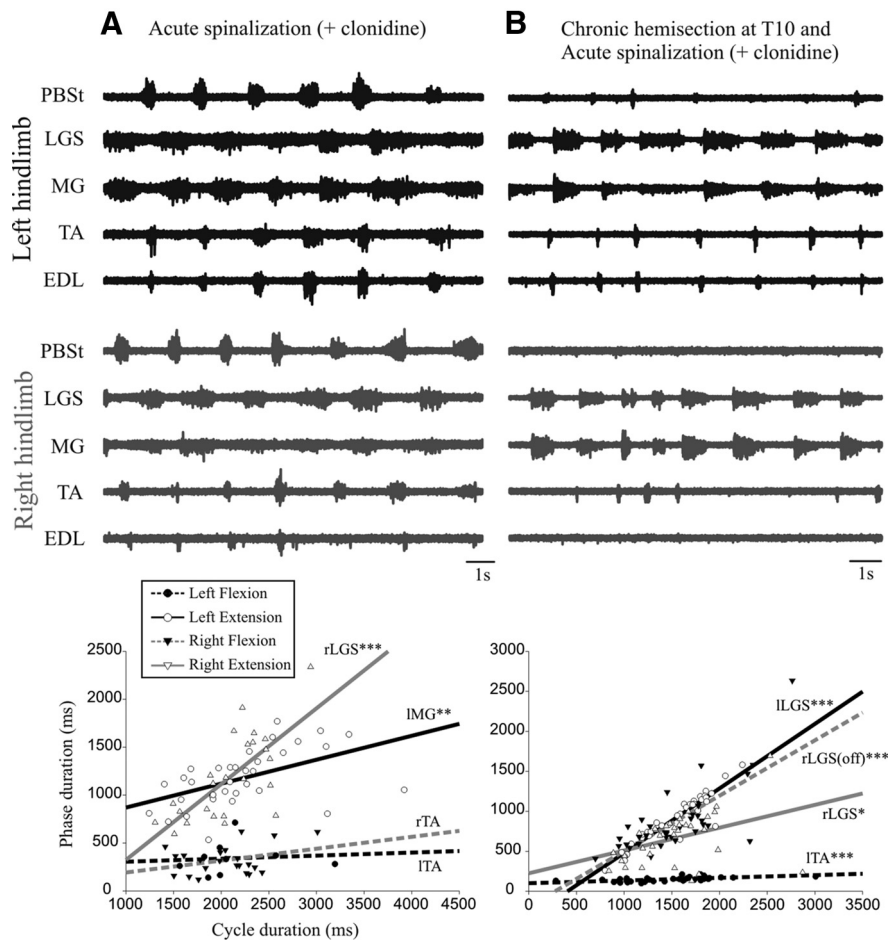 A Acute spinalization (+ clonidine)
B Chronic hemisection at T10 and
Acute spinalization (+ clonidine)
Left hindlimb
PBSt
LGS
MG
TA
EDL
Right hindlimb
PBSt
LGS
MG
TA
EDL
1s
1s
Left Flexion
Left Extension
Right Flexion
Right Extension
Phase duration (ms)
2500
2000
1500
1000
500
0
rLGS***
lMG**
rTA
lTA
1000 1500 2000 2500 3000 3500 4000 4500
Cycle duration (ms)
3000
2500
2000
1500
1000
500
0
lLGS***
rLGS(off)***
rLGS*
lTA***
0 500 1000 1500 2000 2500 3000 3500
Cycle duration (ms)